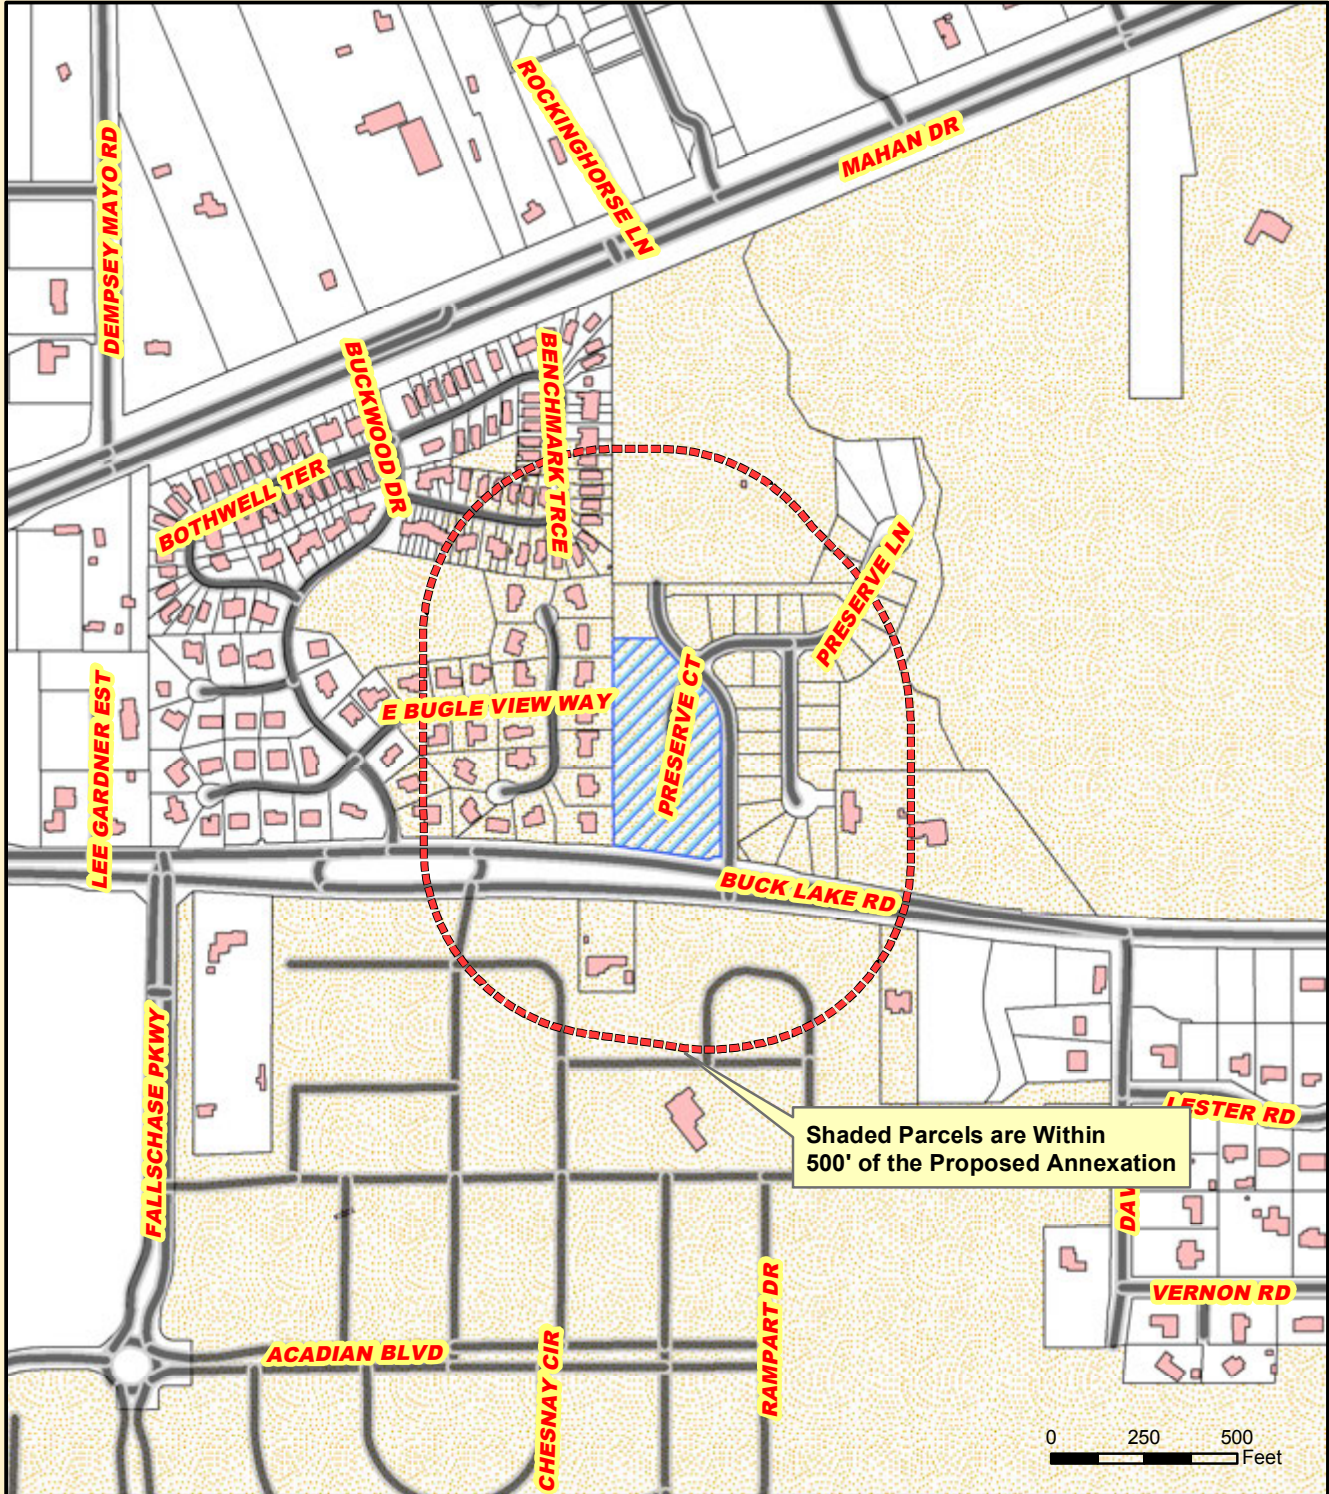 ROCKINGHORSE LN
MAHAN DR
DEMPSEY MAYO RD
BUCKWOOD DR
BENCHMARK TRCE
BOTHWELL TER
PRESERVE LN
PRESERVE CT
E BUGLE VIEW WAY
LEE GARDNER EST
BUCK LAKE RD
FALLSCHASE PKWY
LESTER RD
Shaded Parcels are Within
500' of the Proposed Annexation
DAV
VERNON RD
RAMPART DR
ACADIAN BLVD
CHESNAY CIR
0 250 500
Feet